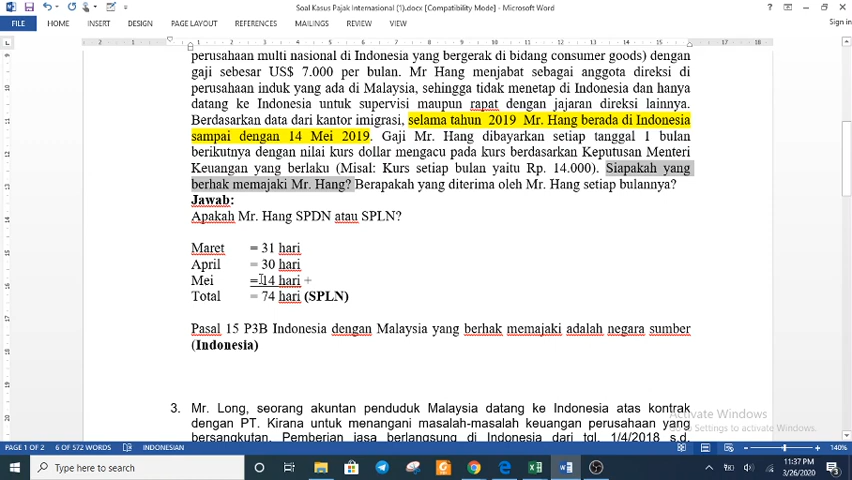 Soal Kasus Pajak Internasional (1).docx [Compatibility Mode] - Microsoft Word
Sign in
FILE HOME INSERT DESIGN PAGE LAYOUT REFERENCES MAILINGS REVIEW VIEW
perusahaan multi nasional di Indonesia yang bergerak di bidang consumer goods) dengan
gaji sebesar US$ 7.000 per bulan. Mr Hang menjabat sebagai anggota direksi di
perusahaan induk yang ada di Malaysia, sehingga tidak menetap di Indonesia dan hanya
datang ke Indonesia untuk supervisi maupun rapat dengan jajaran direksi lainnya.
Berdasarkan data dari kantor imigrasi, selama tahun 2019 Mr. Hang berada di Indonesia
sampai dengan 14 Mei 2019. Gaji Mr. Hang dibayarkan setiap tanggal 1 bulan
berikutnya dengan nilai kurs dollar mengacu pada kurs berdasarkan Keputusan Menteri
Keuangan yang berlaku (Misal: Kurs setiap bulan yaitu Rp. 14.000). Siapakah yang
berhak memajaki Mr. Hang? Berapakah yang diterima oleh Mr. Hang setiap bulannya?
Jawab:
Apakah Mr. Hang SPDN atau SPLN?
Maret = 31 hari
April = 30 hari
Mei = 14 hari +
Total = 74 hari (SPLN)
Pasal 15 P3B Indonesia dengan Malaysia yang berhak memajaki adalah negara sumber
(Indonesia)
3. Mr. Long, seorang akuntan penduduk Malaysia datang ke Indonesia atas kontrak
dengan PT. Kirana untuk menangani masalah-masalah keuangan perusahaan yang
bersangkutan. Pemberian jasa berlangsung di Indonesia dari tgl. 1/4/2018 s.d.
Activate Windows
Go to Settings to activate Windows.
PAGE 1 OF 2 6 OF 572 WORDS INDONESIAN 140%
Type here to search
11:37 PM
3/26/2020